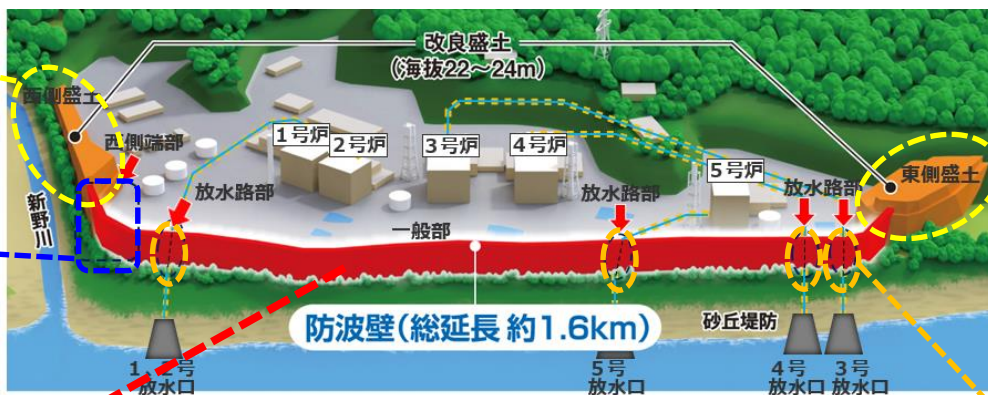 改良盛土
(海抜22～24m)
西側盛土
西側端部
1号炉
2号炉
3号炉
4号炉
5号炉
東側盛土
放水路部
放水路部
放水路部
新野川
一般部
防波壁(総延長 約1.6km)
砂丘堤防
1、2号
放水口
5号
放水口
4号
放水口
3号
放水口